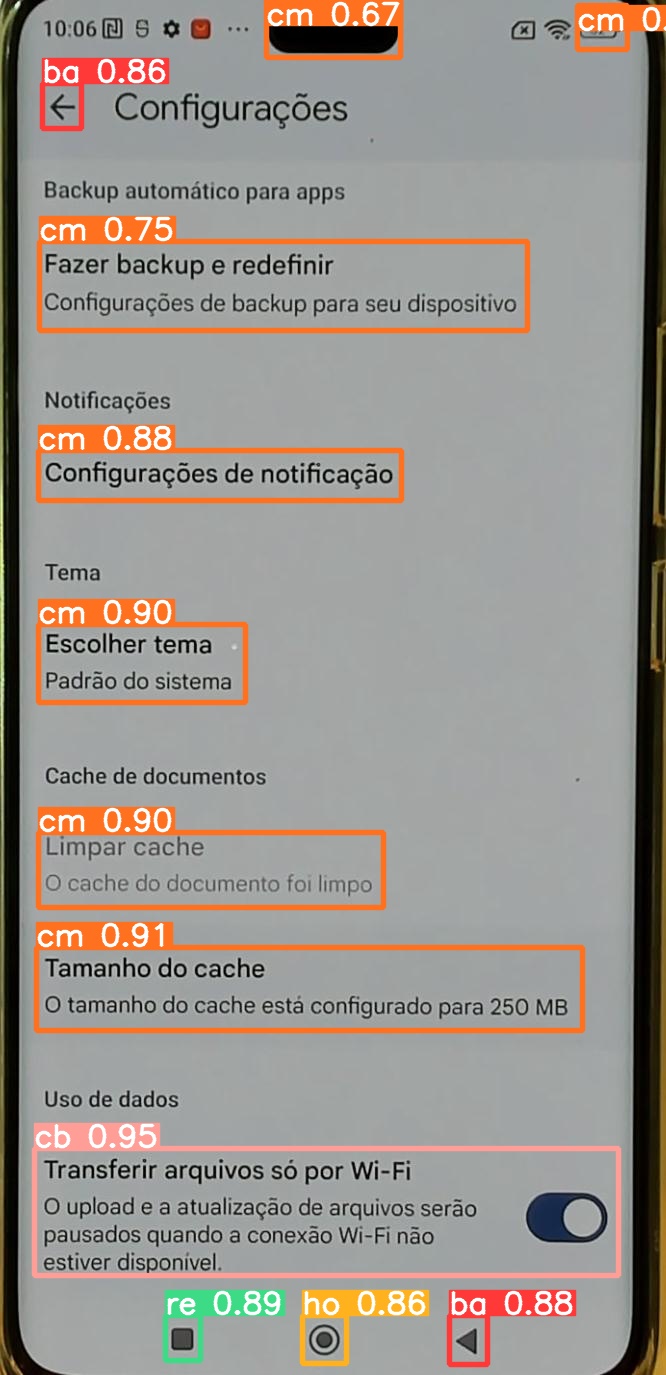 cm 0.67
cm 0.
10:06
ba 0.86
Configurações
Backup automático para apps
cm 0.75
Fazer backup e redefinir
Configurações de backup para seu dispositivo
Notificações
cm 0.88
Configurações de notificação
Tema
cm 0.90
Escolher tema
Padrão do sistema
Cache de documentos
cm 0.90
Limpar cache
O cache do documento foi limpo
cm 0.91
Tamanho do cache
O tamanho do cache está configurado para 250 MB
Uso de dados
cb 0.95
Transferir arquivos só por Wi-Fi
O upload e a atualização de arquivos serão
pausados quando a conexão Wi-Fi não
estiver disponível.
re 0.89 ho 0.86 ba 0.88